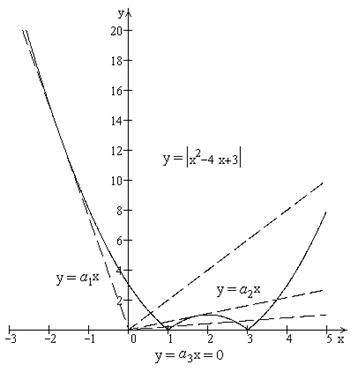 y
20
18
16
14
12
10
8
6
4
2
y = |x²−4 x+3|
y = a₁x
y = a₂x
−3 −2 −1 0 1 2 3 4 5 x
y = a₃x = 0